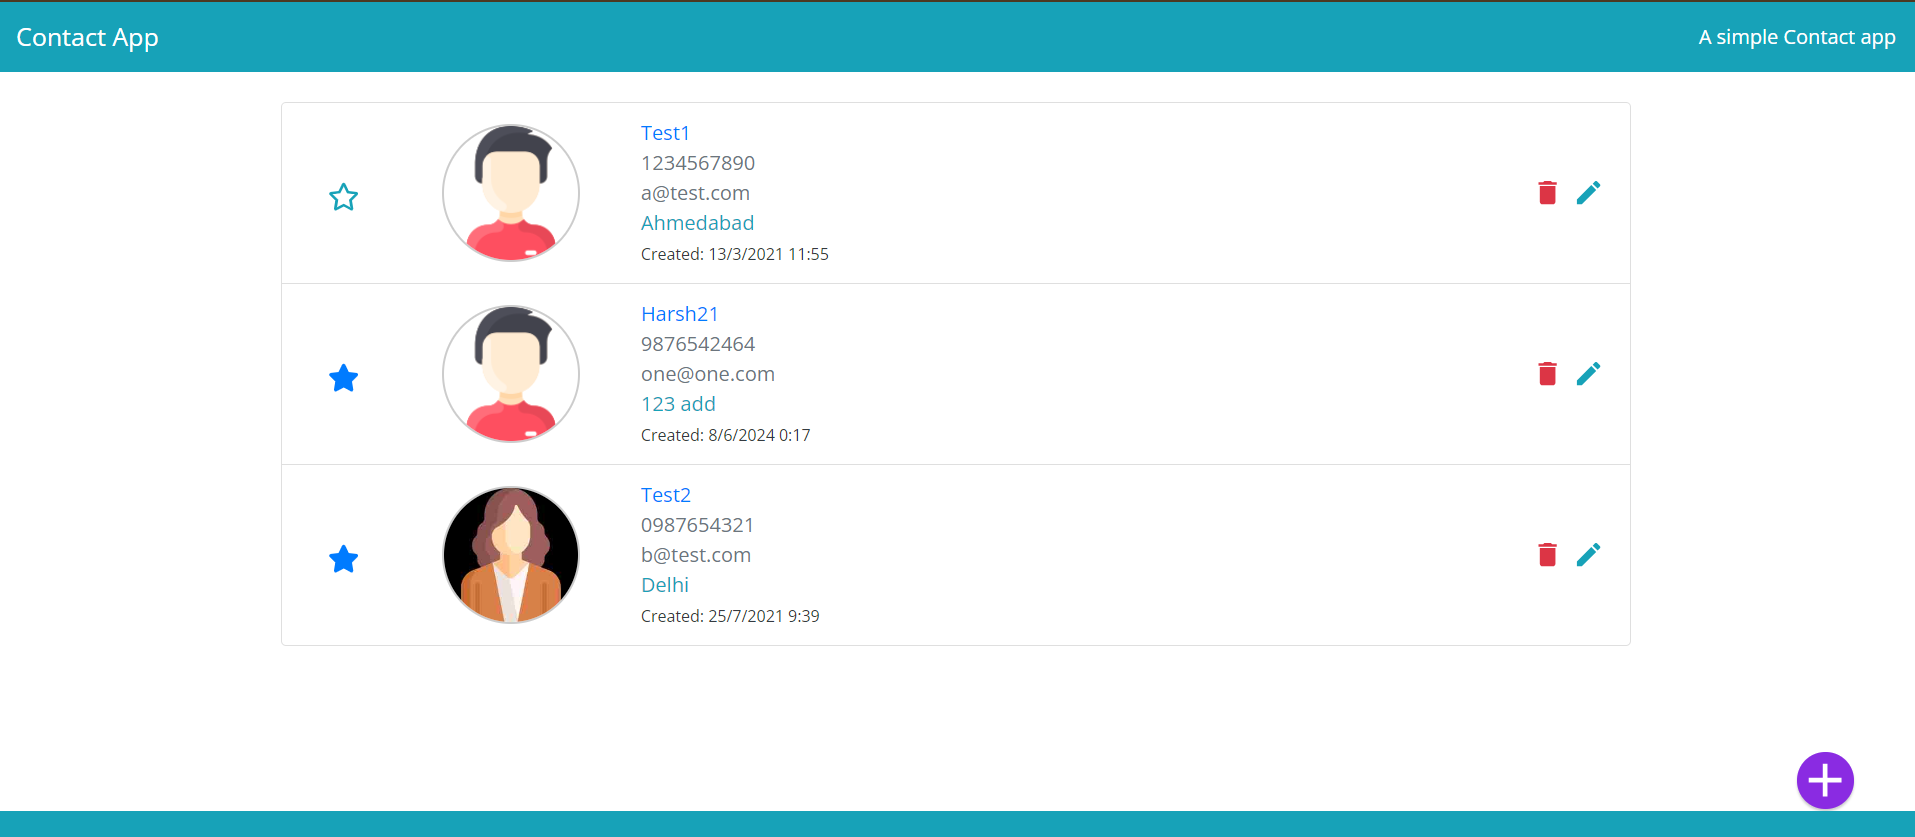 Contact App
A simple Contact app
Test1
1234567890
a@test.com
Ahmedabad
Created: 13/3/2021 11:55
Harsh21
9876542464
one@one.com
123 add
Created: 8/6/2024 0:17
Test2
0987654321
b@test.com
Delhi
Created: 25/7/2021 9:39